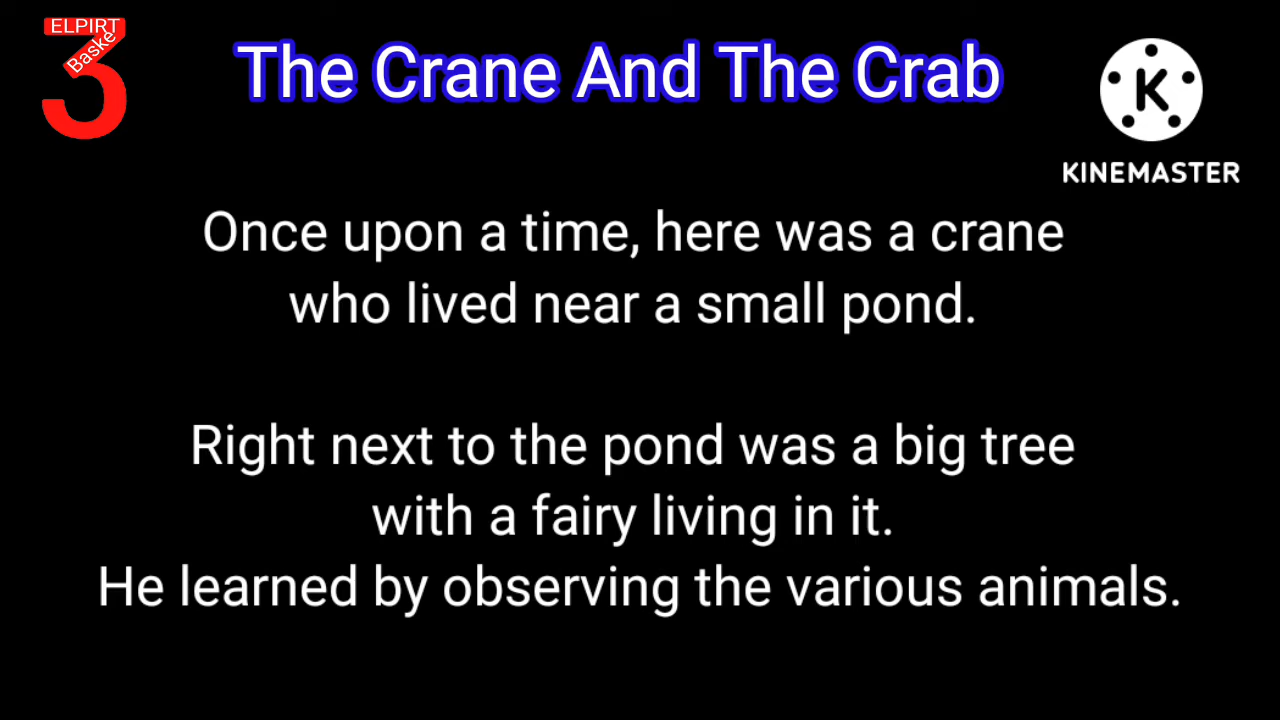 ELPIRT
Baske
The Crane And The Crab
K
KINEMASTER
Once upon a time, here was a crane
who lived near a small pond.
Right next to the pond was a big tree
with a fairy living in it.
He learned by observing the various animals.